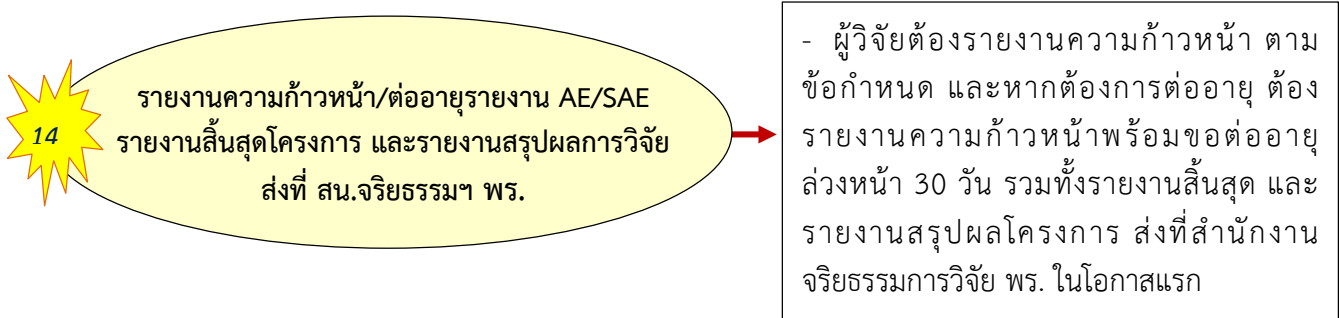 14
รายงานความก้าวหน้า/ต่ออายุรายงาน AE/SAE
รายงานสิ้นสุดโครงการ และรายงานสรุปผลการวิจัย
ส่งที่ สน.จริยธรรมฯ พร.
- ผู้วิจัยต้องรายงานความก้าวหน้า ตาม
ข้อกำหนด และหากต้องการต่ออายุ ต้อง
รายงานความก้าวหน้าพร้อมขอต่ออายุ
ล่วงหน้า 30 วัน รวมทั้งรายงานสิ้นสุด และ
รายงานสรุปผลโครงการ ส่งที่สำนักงาน
จริยธรรมการวิจัย พร. ในโอกาสแรก